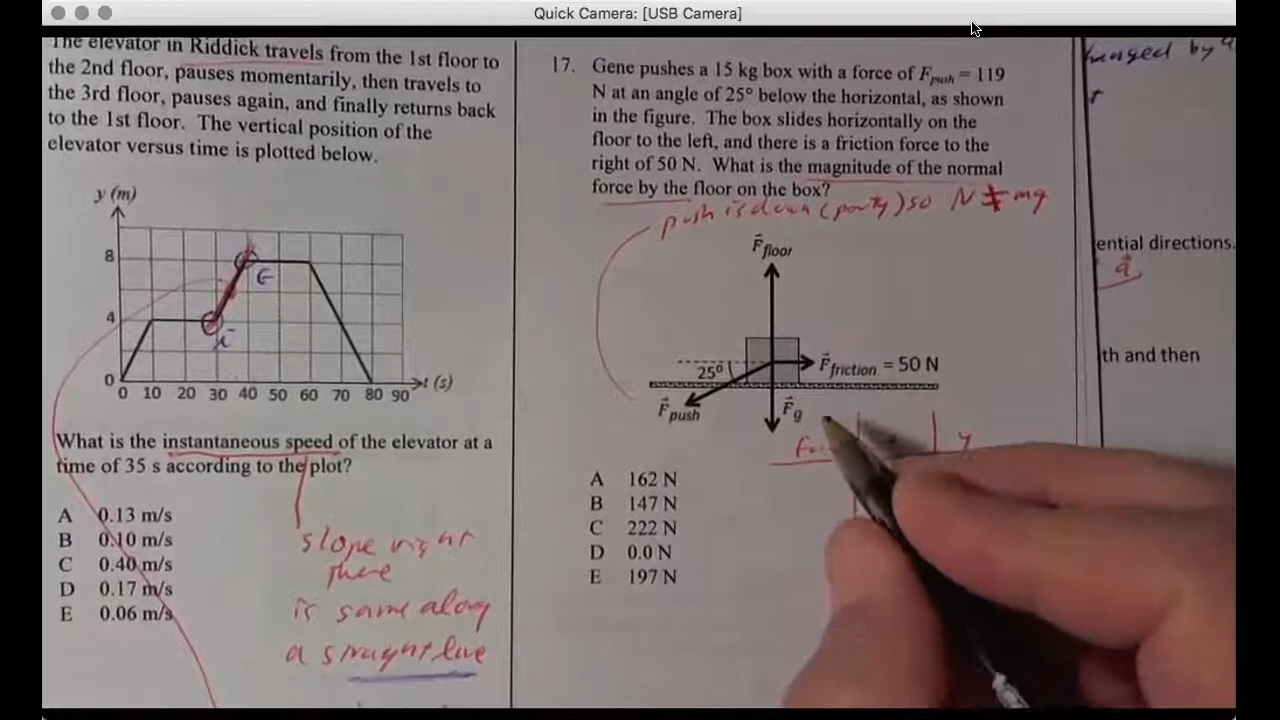 Quick Camera: [USB Camera]
The elevator in Riddick travels from the 1st floor to
the 2nd floor, pauses momentarily, then travels to
the 3rd floor, pauses again, and finally returns back
to the 1st floor. The vertical position of the
elevator versus time is plotted below.
y (m)
8
4
0
0 10 20 30 40 50 60 70 80 90
t (s)
What is the instantaneous speed of the elevator at a
time of 35 s according to the plot?
A 0.13 m/s
B 0.10 m/s
C 0.40 m/s
D 0.17 m/s
E 0.06 m/s
slope right
there
is same along
a straight line
17. Gene pushes a 15 kg box with a force of Fpush = 119
N at an angle of 25° below the horizontal, as shown
in the figure. The box slides horizontally on the
floor to the left, and there is a friction force to the
right of 50 N. What is the magnitude of the normal
force by the floor on the box?
push is down (partly) so N ≠ mg
Ffloor
25°
Ffriction = 50 N
Fpush
Fg
y
A 162 N
B 147 N
C 222 N
D 0.0 N
E 197 N
ential directions.
a
th and then